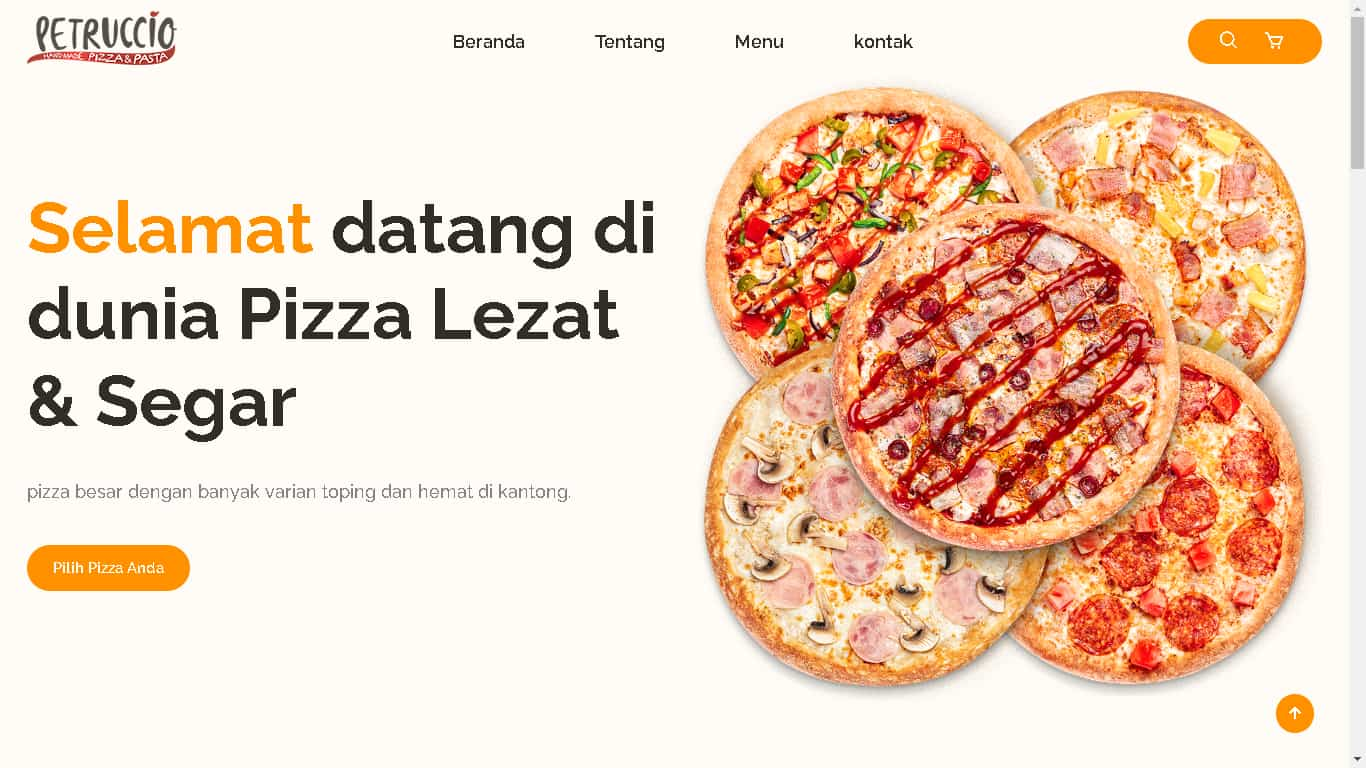 PETRUCCIO
HANDMADE PIZZA & PASTA
Beranda
Tentang
Menu
kontak
Selamat datang di
dunia Pizza Lezat
& Segar
pizza besar dengan banyak varian toping dan hemat di kantong.
Pilih Pizza Anda